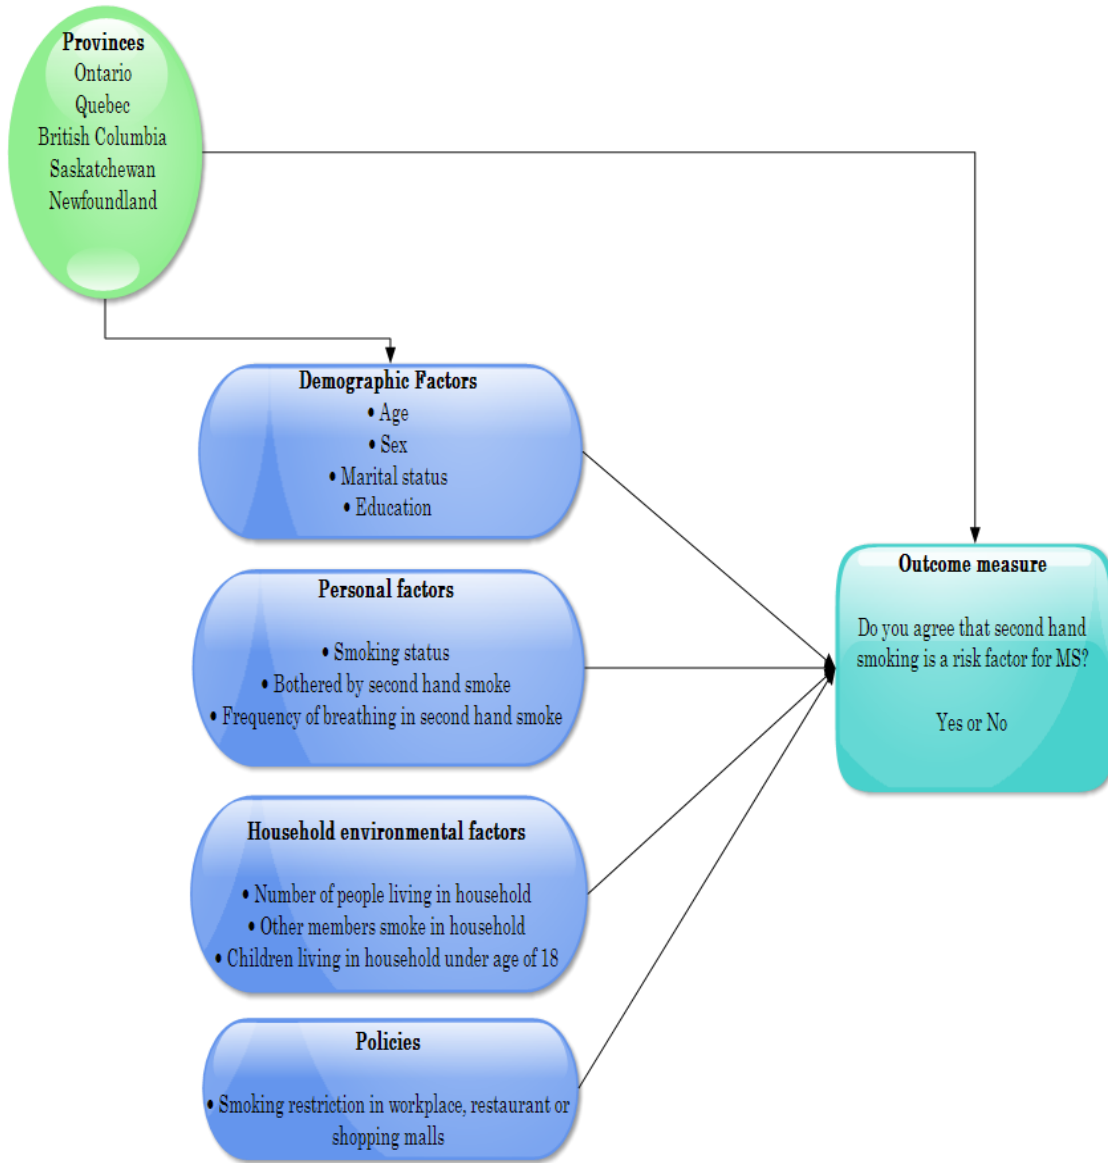 Provinces
Ontario
Quebec
British Columbia
Saskatchewan
Newfoundland
Demographic Factors
• Age
• Sex
• Marital status
• Education
Personal factors
• Smoking status
• Bothered by second hand smoke
• Frequency of breathing in second hand smoke
Household environmental factors
• Number of people living in household
• Other members smoke in household
• Children living in household under age of 18
Policies
• Smoking restriction in workplace, restaurant or
shopping malls
Outcome measure
Do you agree that second hand
smoking is a risk factor for MS?
Yes or No